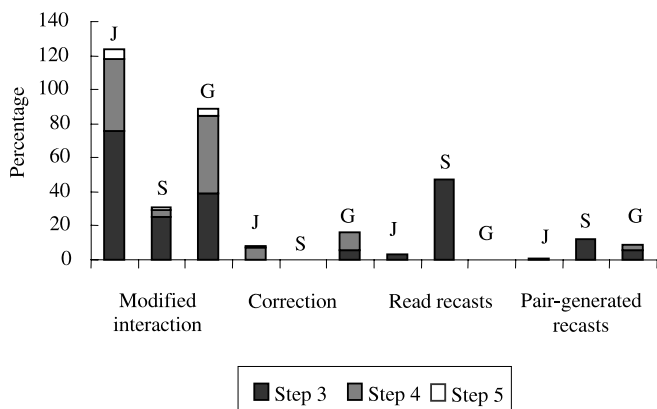 140
120
100
80
60
40
20
0
Percentage
J
S
G
J
S
G
J
S
G
J
S
G
Modified
interaction
Correction
Read recasts
Pair-generated
recasts
Step 3 Step 4 Step 5